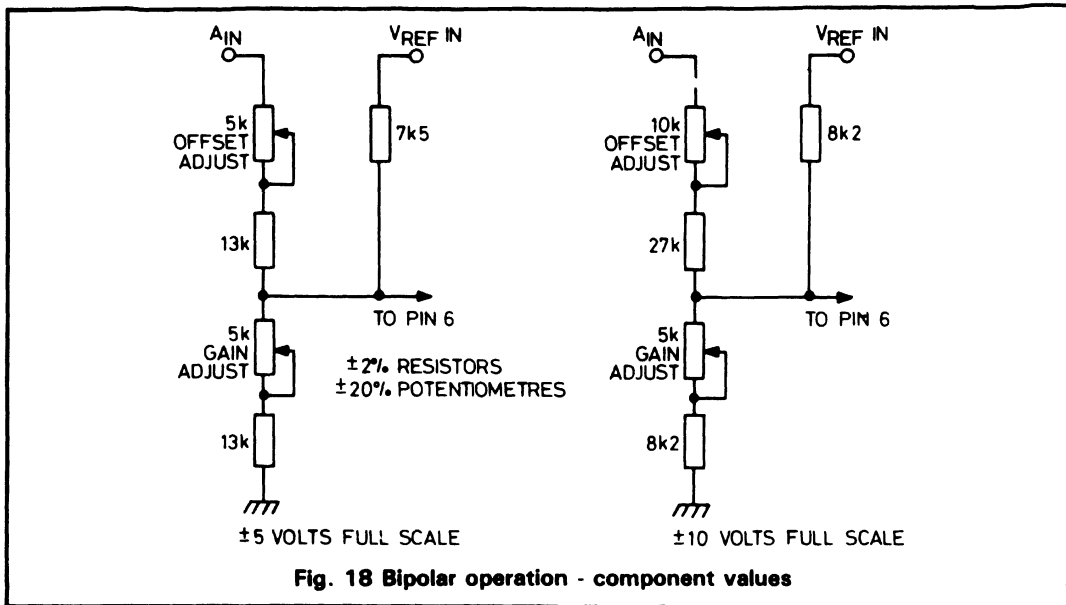 AIN
VREF IN
5k
OFFSET
ADJUST
7k5
13k
TO PIN 6
5k
GAIN
ADJUST
±2% RESISTORS
±20% POTENTIOMETRES
13k
±5 VOLTS FULL SCALE
AIN
VREF IN
10k
OFFSET
ADJUST
8k2
27k
TO PIN 6
5k
GAIN
ADJUST
8k2
±10 VOLTS FULL SCALE
Fig. 18 Bipolar operation - component values